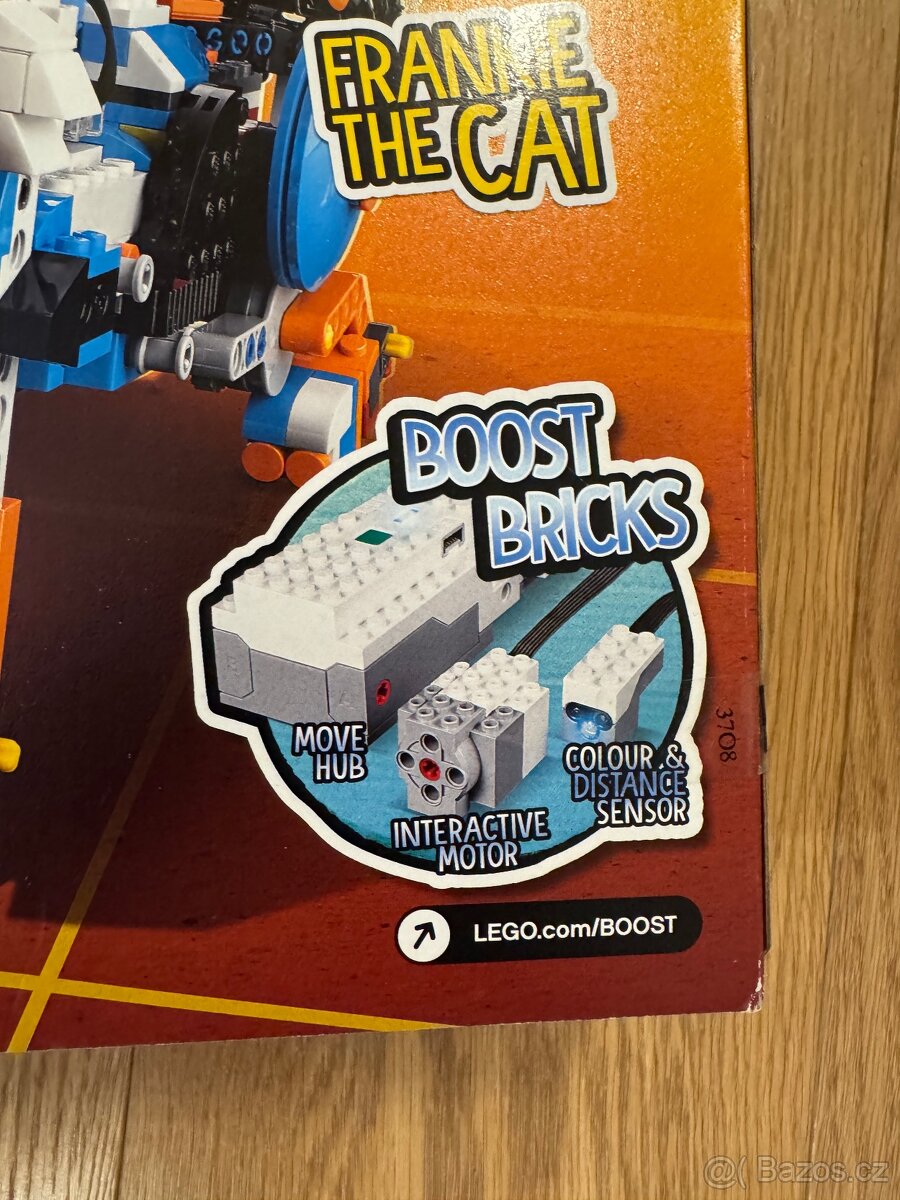 FRANKIE
THE CAT
BOOST
BRICKS
MOVE
HUB
INTERACTIVE
MOTOR
COLOUR &
DISTANCE
SENSOR
3708
LEGO.com/BOOST
@( Bazos.cz